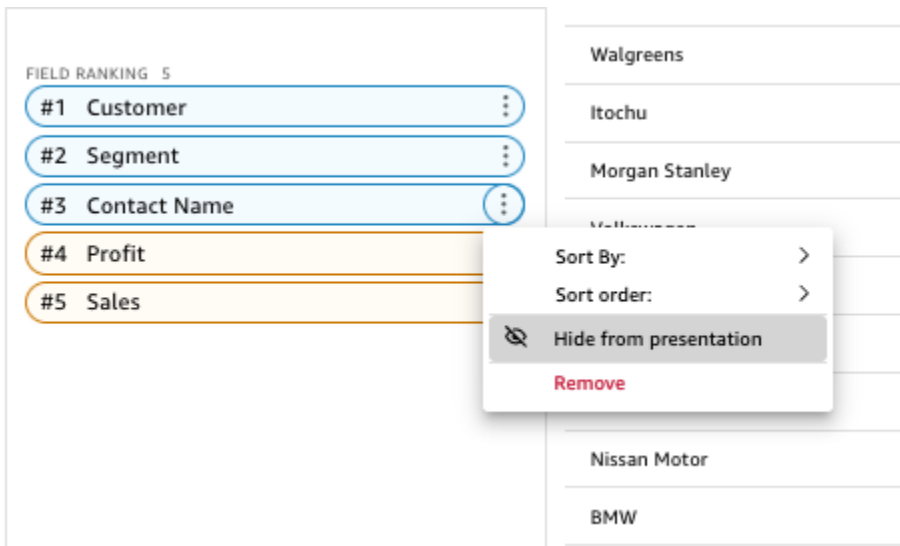 FIELD RANKING 5
#1 Customer
#2 Segment
#3 Contact Name
#4 Profit
#5 Sales
Sort By:
Sort order:
Hide from presentation
Remove
Walgreens
Itochu
Morgan Stanley
Volkswagen
Nissan Motor
BMW